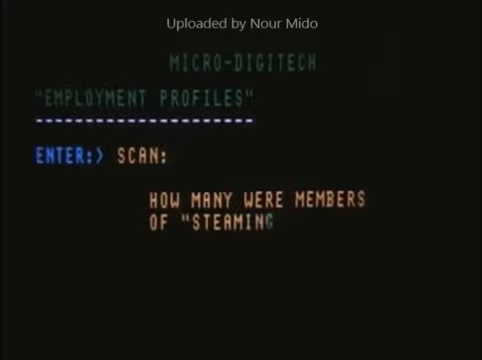 Uploaded by Nour Mido
MICRO-DIGITECH
"EMPLOYMENT PROFILES"
ENTER:> SCAN:
HOW MANY WERE MEMBERS
OF "STEAMING